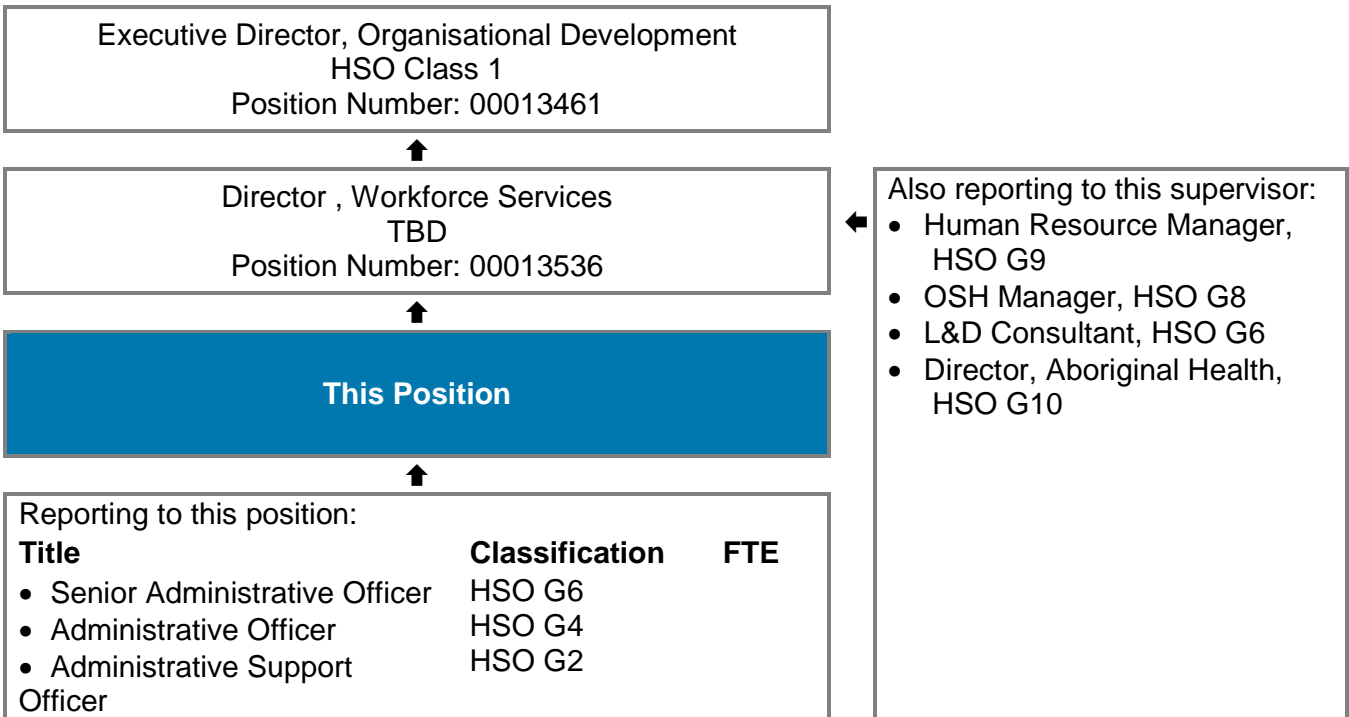 Executive Director, Organisational Development
HSO Class 1
Position Number: 00013461
Director , Workforce Services
TBD
Position Number: 00013536
Also reporting to this supervisor:
• Human Resource Manager,
HSO G9
• OSH Manager, HSO G8
• L&D Consultant, HSO G6
• Director, Aboriginal Health,
HSO G10
This Position
Reporting to this position:
Title Classification FTE
• Senior Administrative Officer HSO G6
• Administrative Officer HSO G4
• Administrative Support HSO G2
Officer